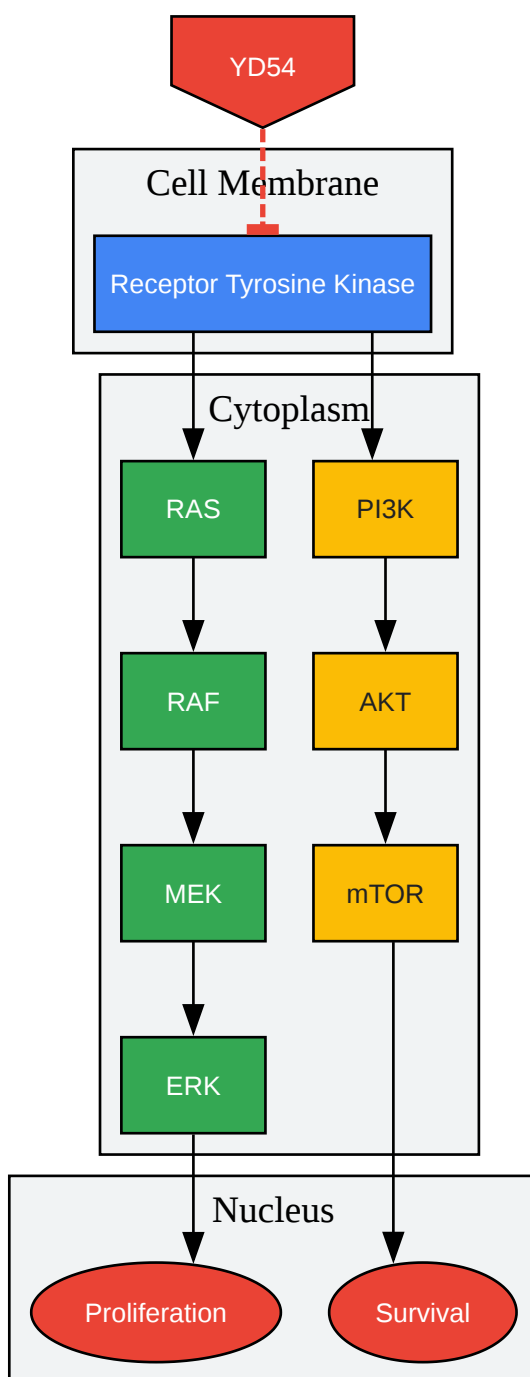 YD54
Cell Membrane
Receptor Tyrosine Kinase
Cytoplasm
RAS
PI3K
RAF
AKT
MEK
mTOR
ERK
Nucleus
Proliferation
Survival